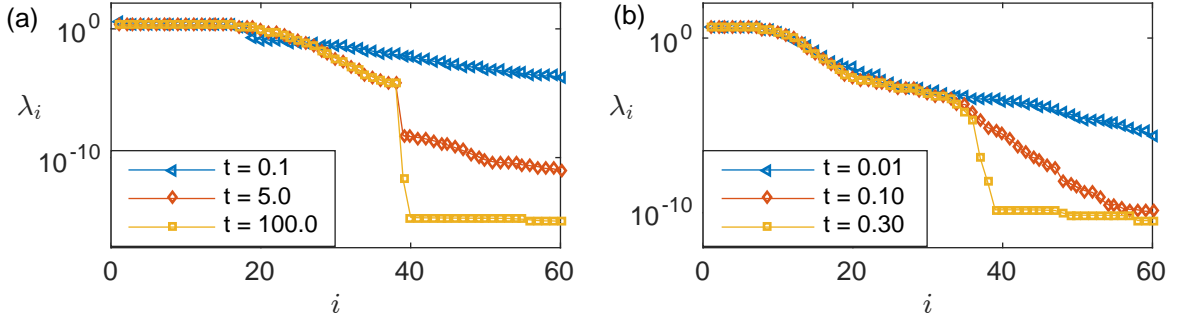 (a)
10^0
λ_i
10^-10
t = 0.1
t = 5.0
t = 100.0
0 20 40 60
i
(b)
10^0
λ_i
10^-10
t = 0.01
t = 0.10
t = 0.30
0 20 40 60
i